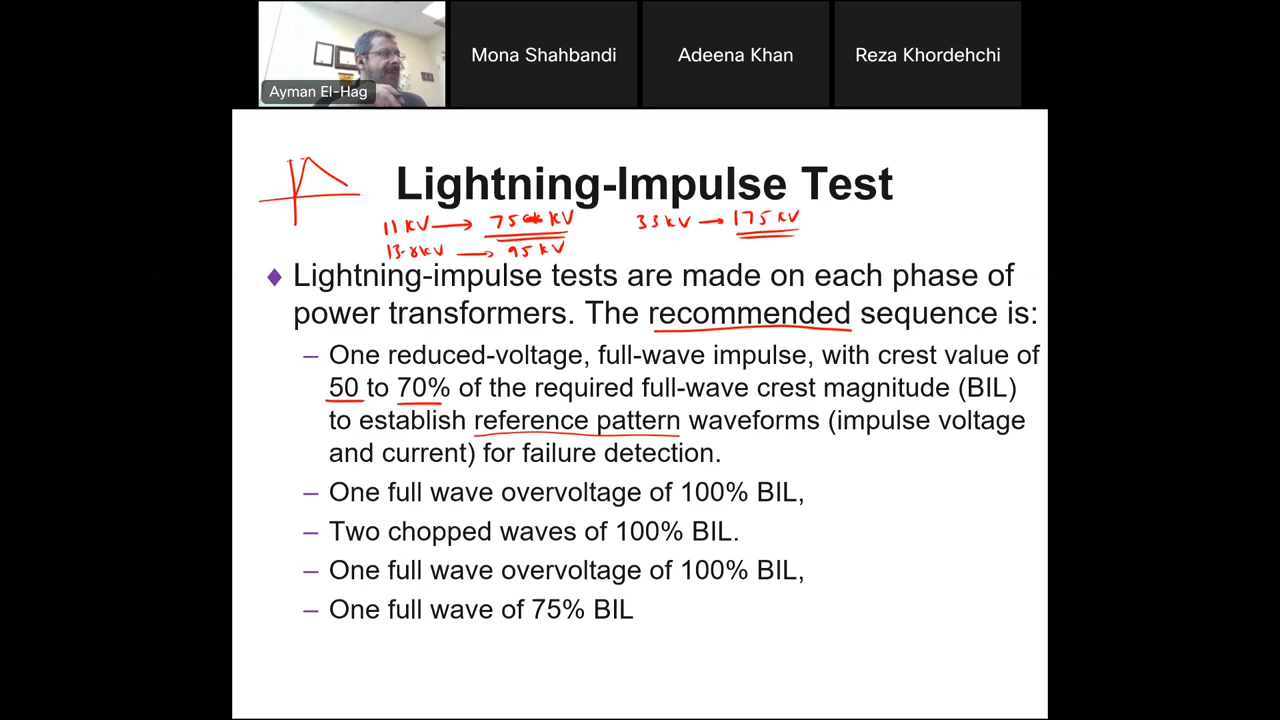 Mona Shahbandi
Adeena Khan
Reza Khordehchi
Ayman El-Hag
Lightning-Impulse Test
11 KV → 75 KV
33 KV → 175 KV
13.8 KV → 95 KV
♦ Lightning-impulse tests are made on each phase of
power transformers. The recommended sequence is:
– One reduced-voltage, full-wave impulse, with crest value of
50 to 70% of the required full-wave crest magnitude (BIL)
to establish reference pattern waveforms (impulse voltage
and current) for failure detection.
– One full wave overvoltage of 100% BIL,
– Two chopped waves of 100% BIL.
– One full wave overvoltage of 100% BIL,
– One full wave of 75% BIL